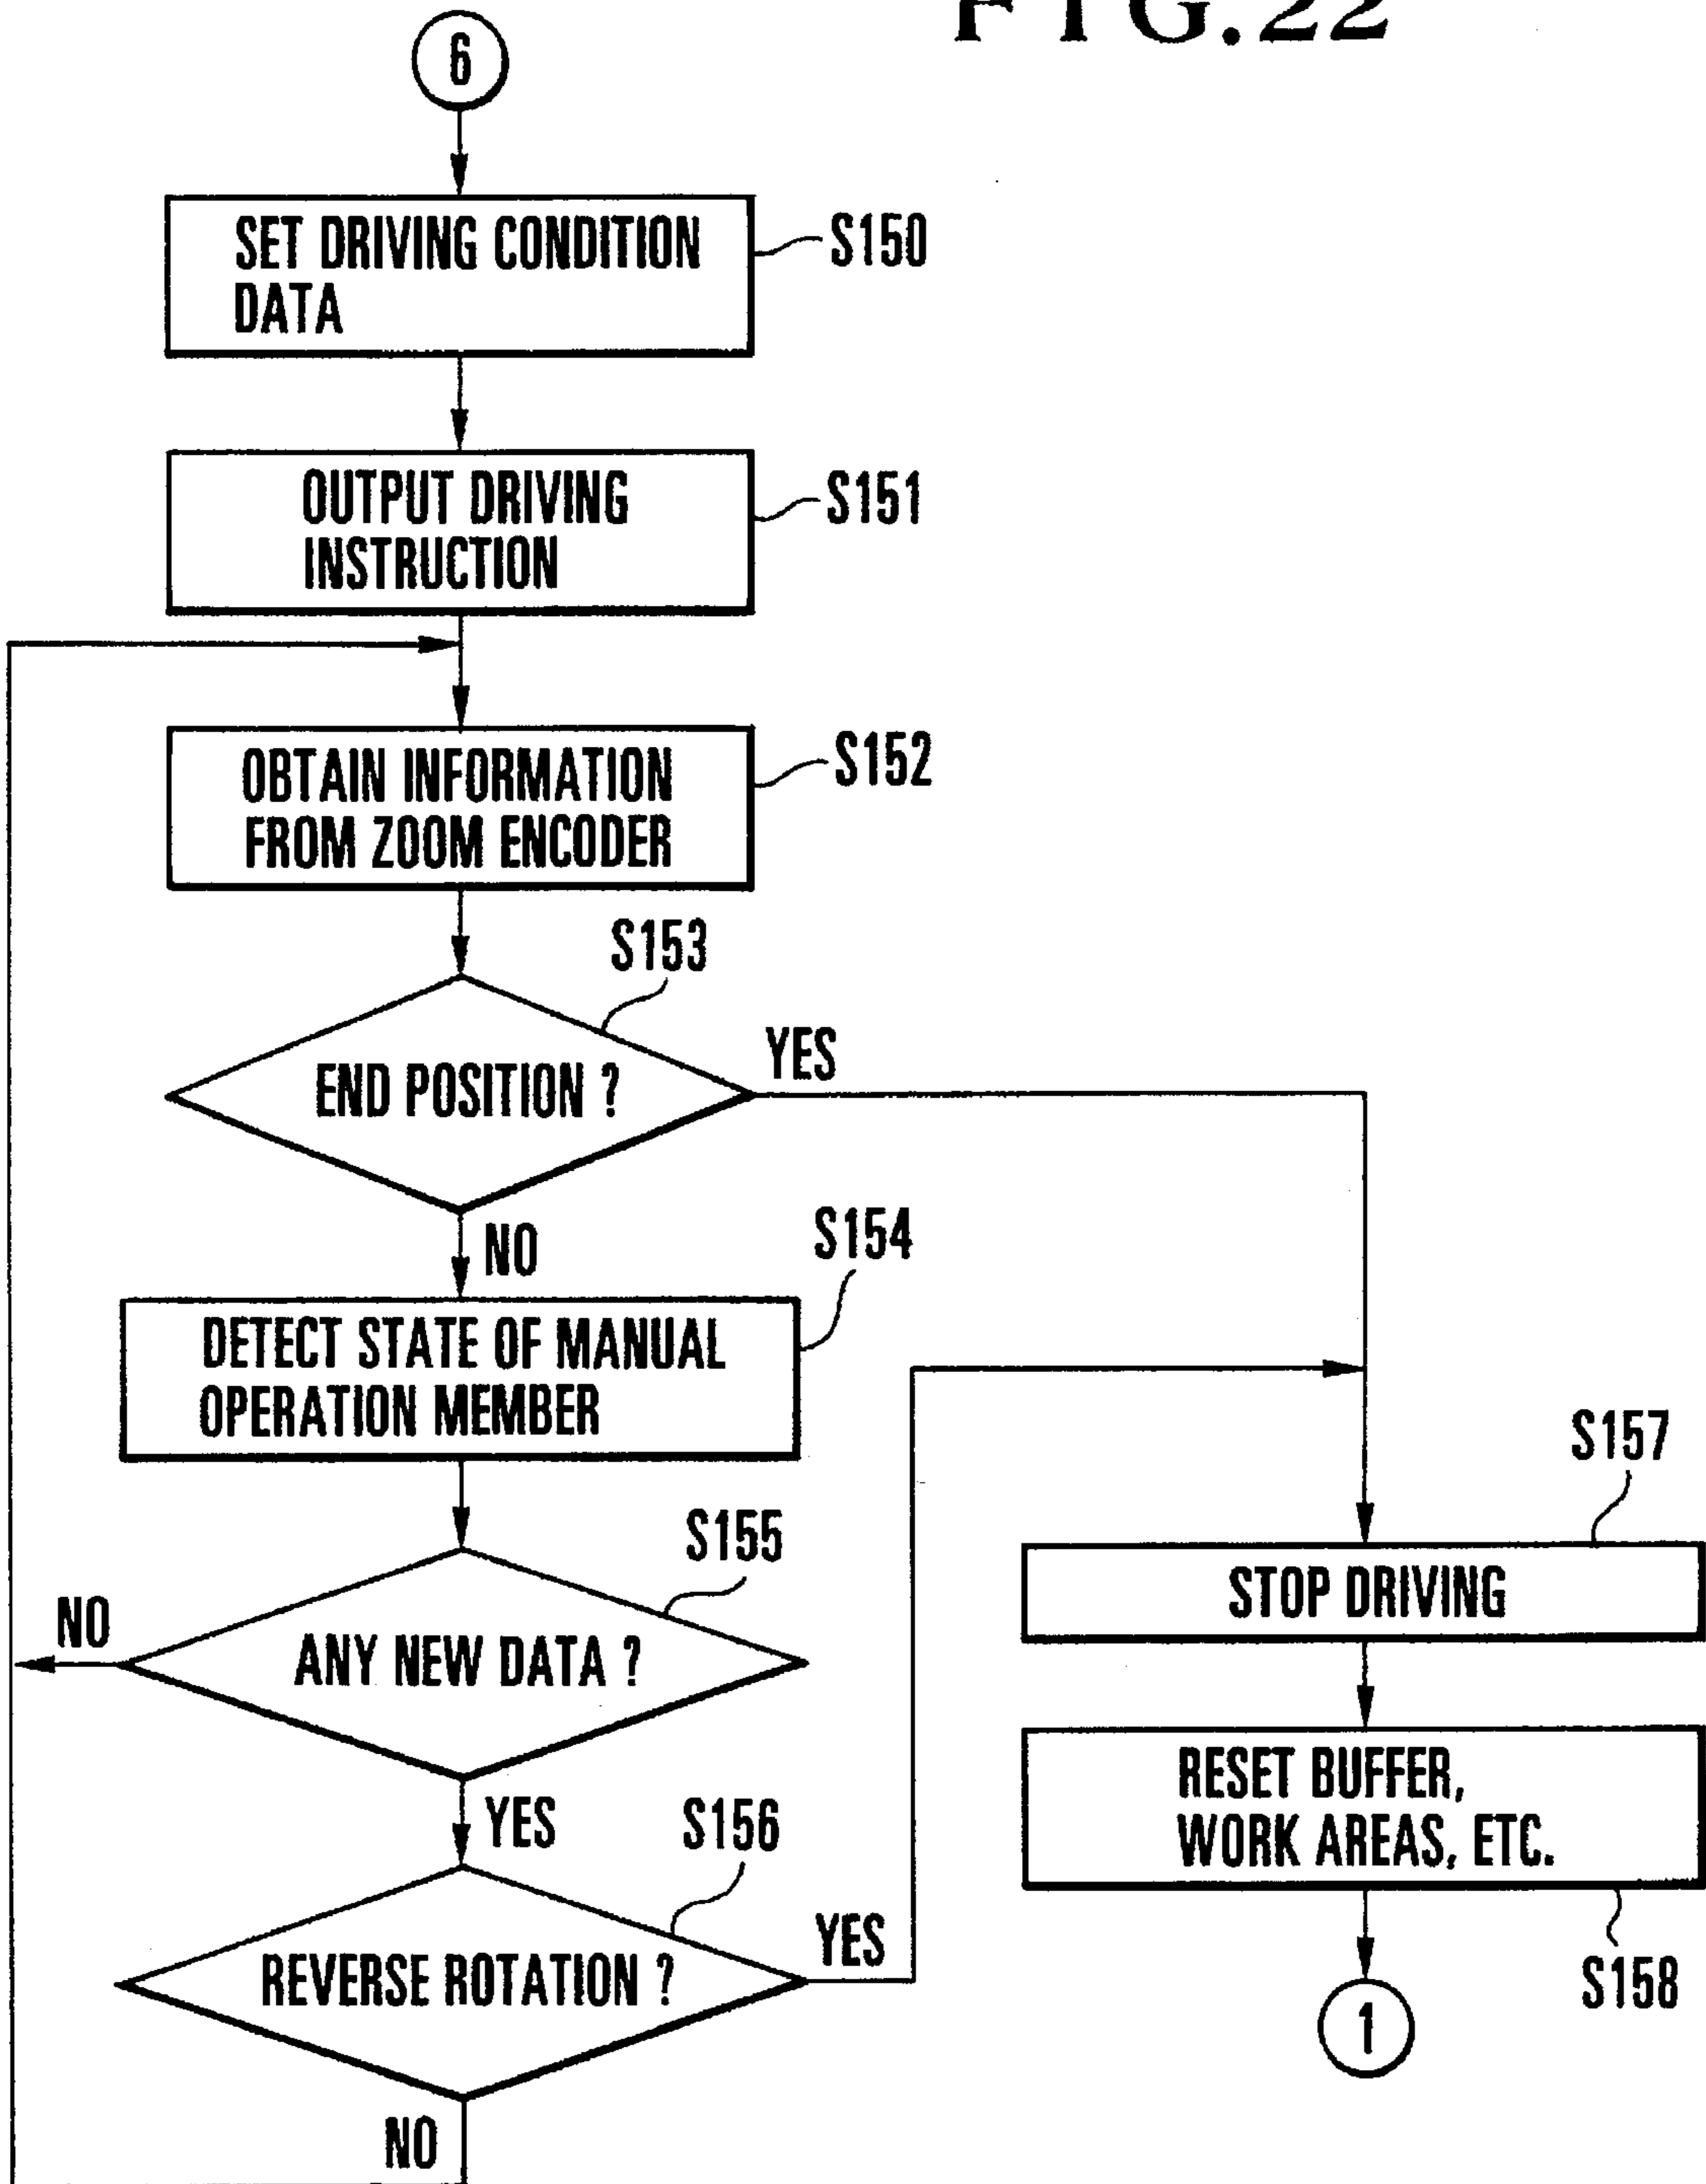 FIG.22
6
SET DRIVING CONDITION
DATA
S150
OUTPUT DRIVING
INSTRUCTION
S151
OBTAIN INFORMATION
FROM ZOOM ENCODER
S152
S153
END POSITION ?
YES
NO
S154
DETECT STATE OF MANUAL
OPERATION MEMBER
S155
ANY NEW DATA ?
NO
YES
S156
REVERSE ROTATION ?
YES
NO
S157
STOP DRIVING
RESET BUFFER,
WORK AREAS, ETC.
S158
1